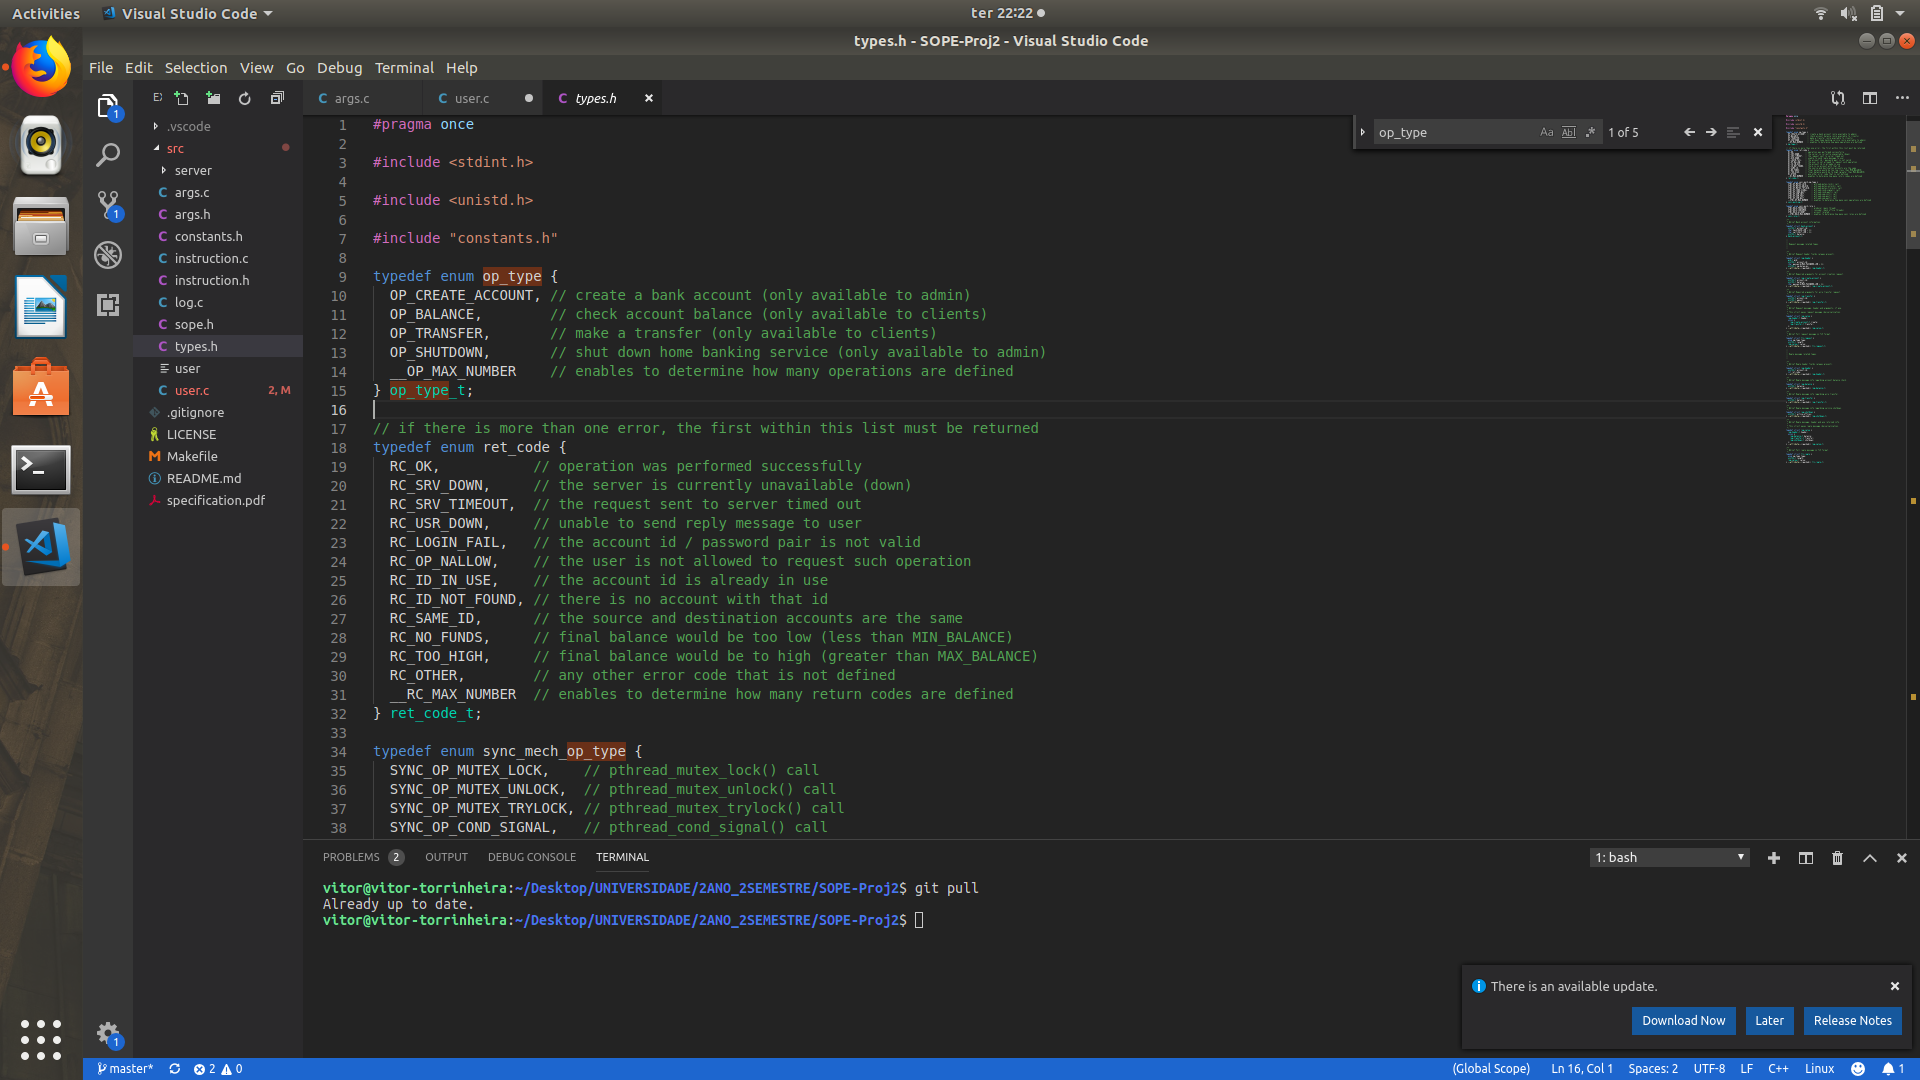 Activities Visual Studio Code ter 22:22
types.h - SOPE-Proj2 - Visual Studio Code
File Edit Selection View Go Debug Terminal Help
args.c user.c types.h
op_type Aa Abl .* 1 of 5
.vscode
src
server
args.c
args.h
constants.h
instruction.c
instruction.h
log.c
sope.h
types.h
user
user.c 2, M
.gitignore
LICENSE
Makefile
README.md
specification.pdf
1 #pragma once
2
3 #include <stdint.h>
4
5 #include <unistd.h>
6
7 #include "constants.h"
8
9 typedef enum op_type {
10 OP_CREATE_ACCOUNT, // create a bank account (only available to admin)
11 OP_BALANCE, // check account balance (only available to clients)
12 OP_TRANSFER, // make a transfer (only available to clients)
13 OP_SHUTDOWN, // shut down home banking service (only available to admin)
14 __OP_MAX_NUMBER // enables to determine how many operations are defined
15 } op_type_t;
16
17 // if there is more than one error, the first within this list must be returned
18 typedef enum ret_code {
19 RC_OK, // operation was performed successfully
20 RC_SRV_DOWN, // the server is currently unavailable (down)
21 RC_SRV_TIMEOUT, // the request sent to server timed out
22 RC_USR_DOWN, // unable to send reply message to user
23 RC_LOGIN_FAIL, // the account id / password pair is not valid
24 RC_OP_NALLOW, // the user is not allowed to request such operation
25 RC_ID_IN_USE, // the account id is already in use
26 RC_ID_NOT_FOUND, // there is no account with that id
27 RC_SAME_ID, // the source and destination accounts are the same
28 RC_NO_FUNDS, // final balance would be too low (less than MIN_BALANCE)
29 RC_TOO_HIGH, // final balance would be to high (greater than MAX_BALANCE)
30 RC_OTHER, // any other error code that is not defined
31 __RC_MAX_NUMBER // enables to determine how many return codes are defined
32 } ret_code_t;
33
34 typedef enum sync_mech_op_type {
35 SYNC_OP_MUTEX_LOCK, // pthread_mutex_lock() call
36 SYNC_OP_MUTEX_UNLOCK, // pthread_mutex_unlock() call
37 SYNC_OP_MUTEX_TRYLOCK, // pthread_mutex_trylock() call
38 SYNC_OP_COND_SIGNAL, // pthread_cond_signal() call
PROBLEMS 2 OUTPUT DEBUG CONSOLE TERMINAL 1: bash
vitor@vitor-torrinheira:~/Desktop/UNIVERSIDADE/2ANO_2SEMESTRE/SOPE-Proj2$ git pull
Already up to date.
vitor@vitor-torrinheira:~/Desktop/UNIVERSIDADE/2ANO_2SEMESTRE/SOPE-Proj2$
There is an available update.
Download Now Later Release Notes
master* 2 0 (Global Scope) Ln 16, Col 1 Spaces: 2 UTF-8 LF C++ Linux 1